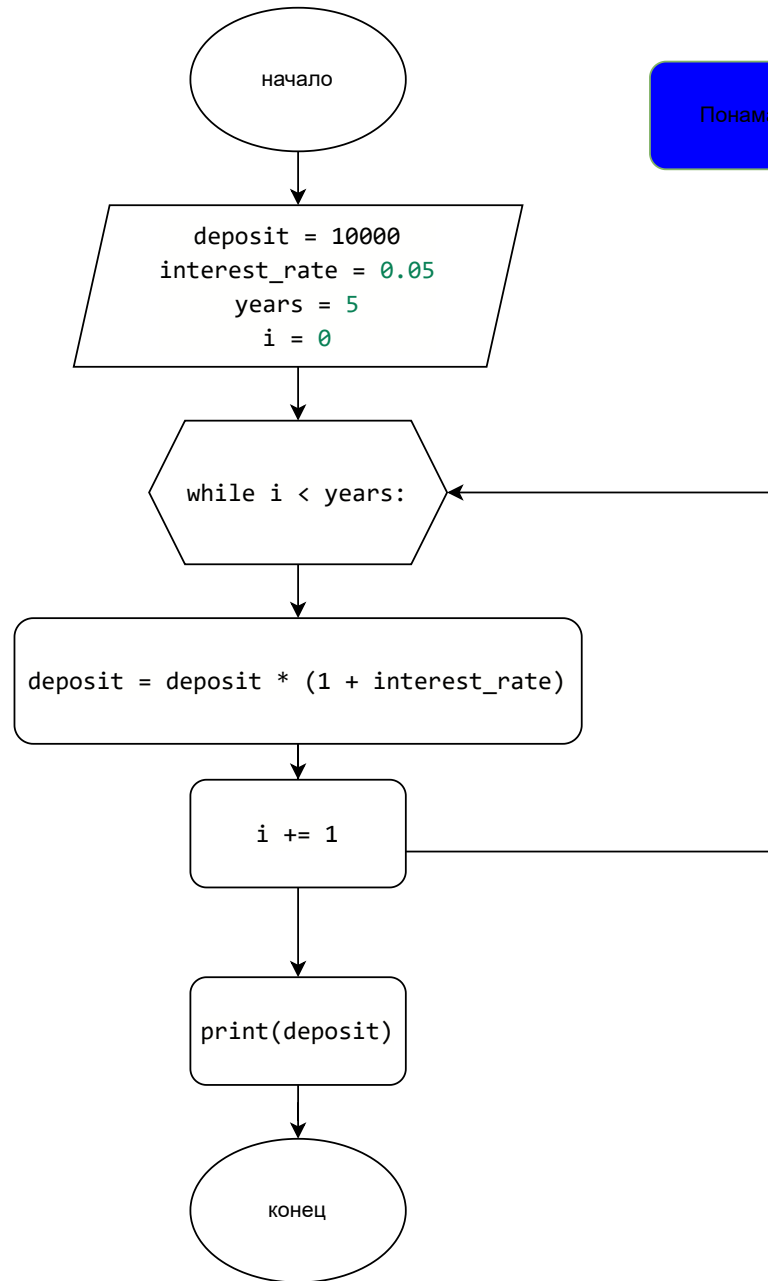 начало
deposit = 10000
interest_rate = 0.05
years = 5
i = 0
while i < years:
deposit = deposit * (1 + interest_rate)
i += 1
print(deposit)
конец